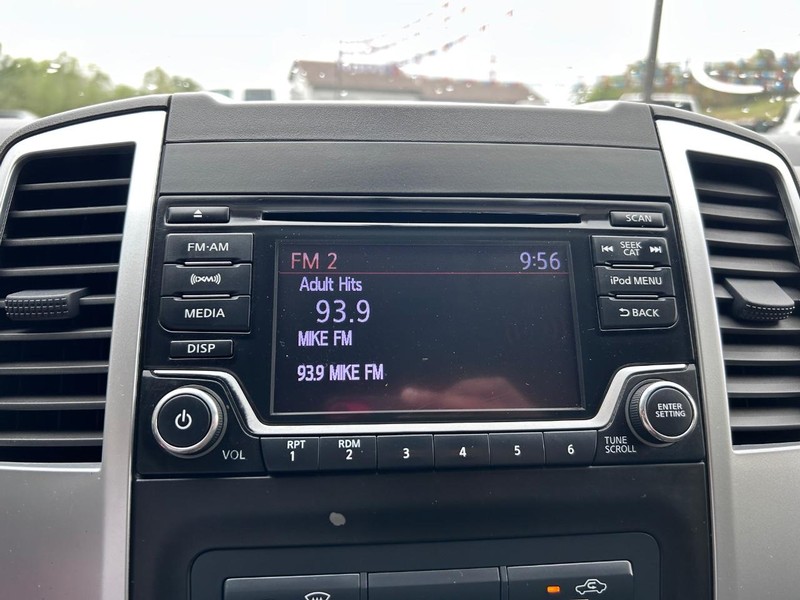 SCAN
FM·AM
SEEK
CAT
((XM))
MEDIA
iPod MENU
BACK
DISP
FM 2
9:56
Adult Hits
93.9
MIKE FM
93.9 MIKE FM
ENTER
SETTING
VOL
RPT
1
RDM
2
3
4
5
6
TUNE
SCROLL